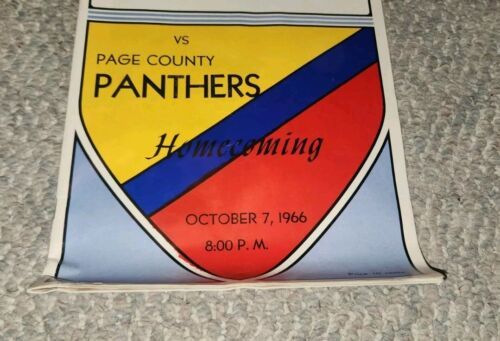 VS
PAGE COUNTY
PANTHERS
Homecoming
OCTOBER 7, 1966
8:00 P. M.